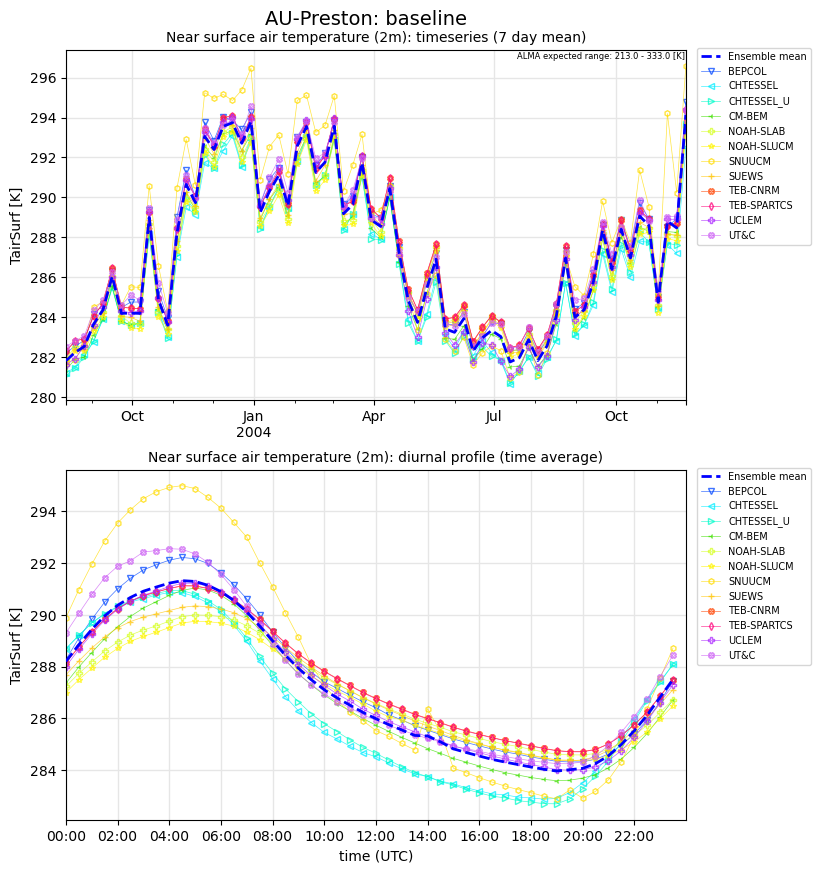 AU-Preston: baseline
Near surface air temperature (2m): timeseries (7 day mean)
ALMA expected range: 213.0 - 333.0 [K]
TairSurf [K]
296
294
292
290
288
286
284
282
280
Oct
Jan
2004
Apr
Jul
Oct
Ensemble mean
BEPCOL
CHTESSEL
CHTESSEL_U
CM-BEM
NOAH-SLAB
NOAH-SLUCM
SNUUCM
SUEWS
TEB-CNRM
TEB-SPARTCS
UCLEM
UT&C
Near surface air temperature (2m): diurnal profile (time average)
TairSurf [K]
294
292
290
288
286
284
00:00
02:00
04:00
06:00
08:00
10:00
12:00
14:00
16:00
18:00
20:00
22:00
time (UTC)
Ensemble mean
BEPCOL
CHTESSEL
CHTESSEL_U
CM-BEM
NOAH-SLAB
NOAH-SLUCM
SNUUCM
SUEWS
TEB-CNRM
TEB-SPARTCS
UCLEM
UT&C